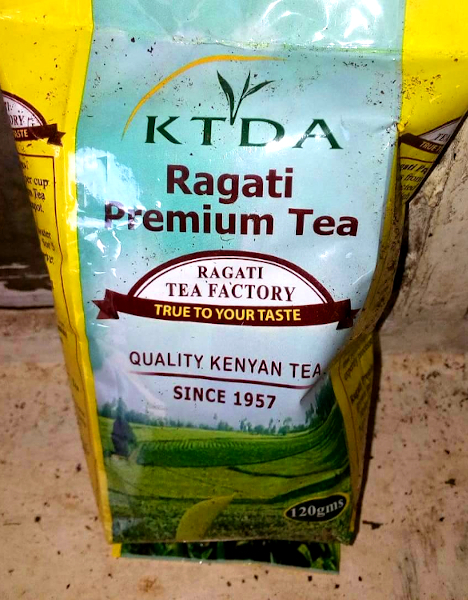 KTDA
Ragati
Premium Tea
RAGATI
TEA FACTORY
TRUE TO YOUR TASTE
QUALITY KENYAN TEA
SINCE 1957
120gms